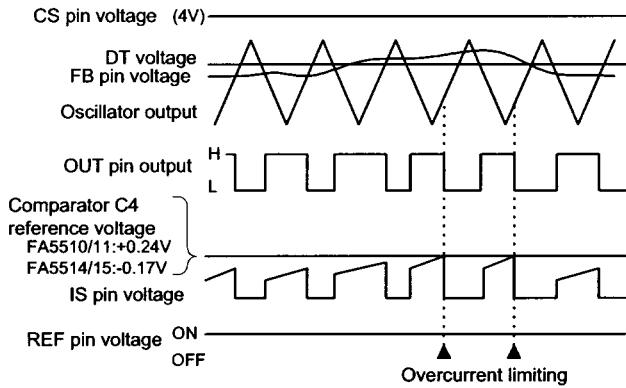 CS pin voltage (4V)
DT voltage
FB pin voltage
Oscillator output
OUT pin output
H
L
Comparator C4
reference voltage
FA5510/11:+0.24V
FA5514/15:-0.17V
IS pin voltage
REF pin voltage
ON
OFF
Overcurrent limiting